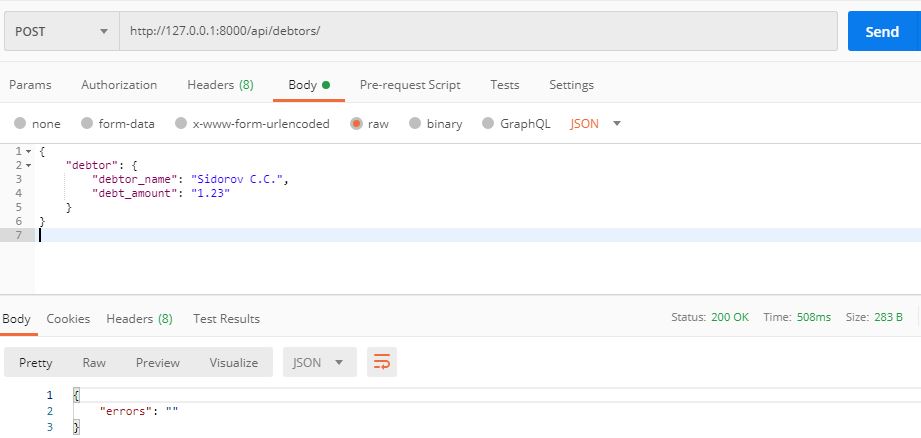 POST http://127.0.0.1:8000/api/debtors/ Send
Params Authorization Headers (8) Body Pre-request Script Tests Settings
none form-data x-www-form-urlencoded raw binary GraphQL JSON
1 {
2 "debtor": {
3 "debtor_name": "Sidorov C.C.",
4 "debt_amount": "1.23"
5 }
6 }
7
Body Cookies Headers (8) Test Results Status: 200 OK Time: 508ms Size: 283 B
Pretty Raw Preview Visualize JSON
1 {
2 "errors": ""
3 }